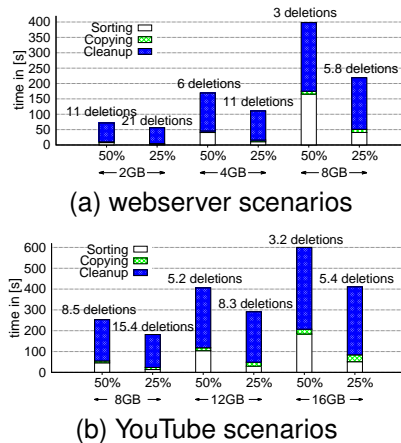 Sorting
Copying
Cleanup
time in [s]
400
350
300
250
200
150
100
50
0
11 deletions
21 deletions
6 deletions
11 deletions
3 deletions
5.8 deletions
50% 25% 50% 25% 50% 25%
2GB 4GB 8GB
(a) webserver scenarios
Sorting
Copying
Cleanup
time in [s]
600
500
400
300
200
100
0
8.5 deletions
15.4 deletions
5.2 deletions
8.3 deletions
3.2 deletions
5.4 deletions
50% 25% 50% 25% 50% 25%
8GB 12GB 16GB
(b) YouTube scenarios